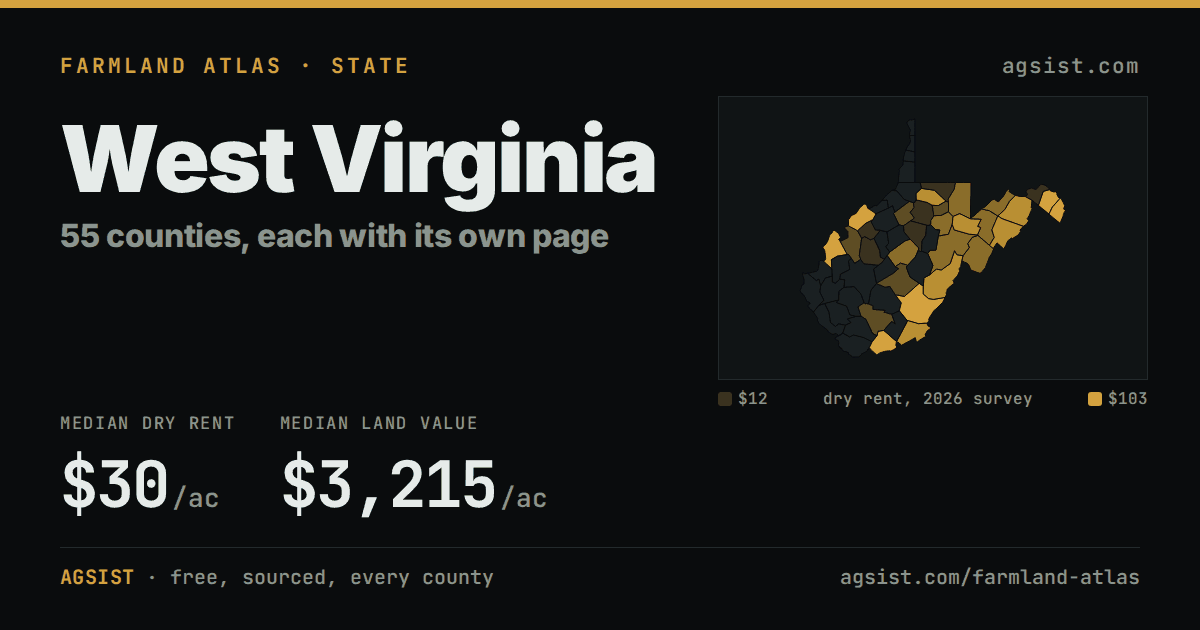 FARMLAND ATLAS · STATE
agsist.com
West Virginia
55 counties, each with its own page
$12
dry rent, 2026 survey
$103
MEDIAN DRY RENT
MEDIAN LAND VALUE
$30/ac
$3,215/ac
AGSIST · free, sourced, every county
agsist.com/farmland-atlas